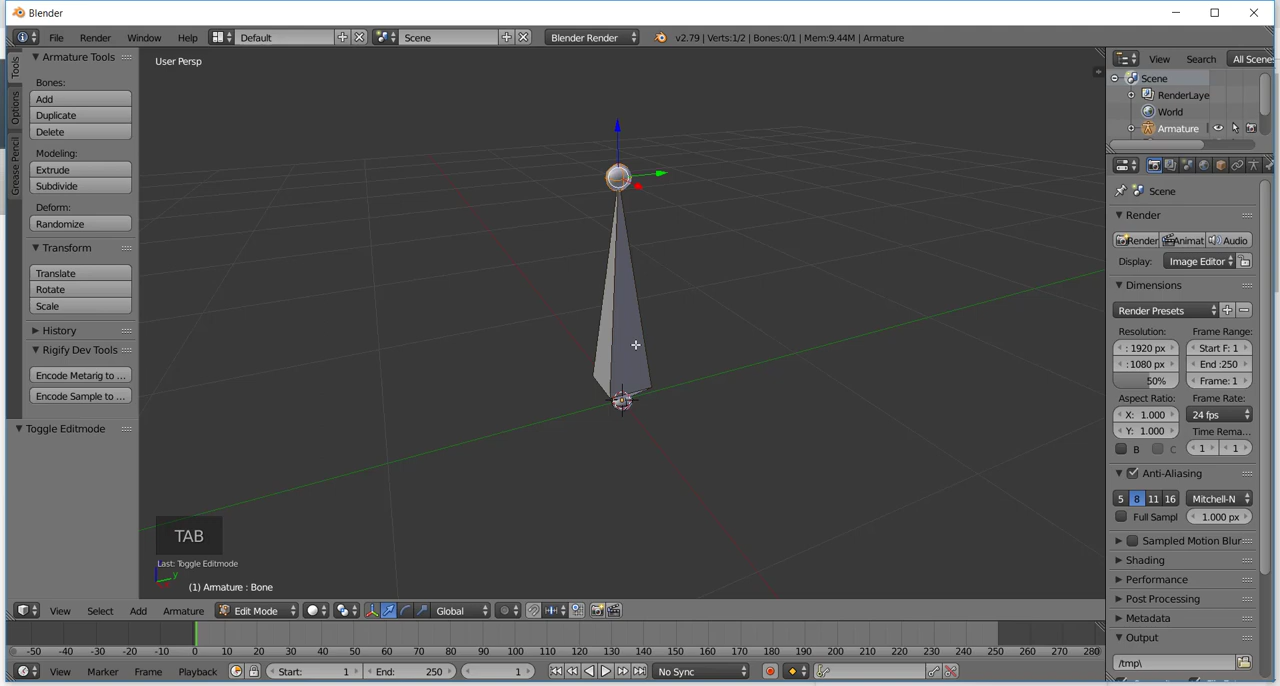 Blender
File Render Window Help Default Scene Blender Render v2.79 | Verts:1/2 | Bones:0/1 | Mem:9.44M | Armature
Tools
Options
Grease Pencil
Armature Tools
Bones:
Add
Duplicate
Delete
Modeling:
Extrude
Subdivide
Deform:
Randomize
Transform
Translate
Rotate
Scale
History
Rigify Dev Tools
Encode Metarig to ...
Encode Sample to ...
Toggle Editmode
User Persp
TAB
Last: Toggle Editmode
y
(1) Armature : Bone
View Select Add Armature Edit Mode Global
-50 -40 -30 -20 -10 0 10 20 30 40 50 60 70 80 90 100 110 120 130 140 150 160 170 180 190 200 210 220 230 240 250 260 270 280
View Marker Frame Playback Start: 1 End: 250 1 No Sync
View Search All Scene
Scene
RenderLaye
World
Armature
Scene
Render
Render Animat Audio
Display: Image Editor
Dimensions
Render Presets
Resolution: Frame Range:
: 1920 px Start F: 1
:1080 px End :250
50% Frame: 1
Aspect Ratio: Frame Rate:
X: 1.000 24 fps
Y: 1.000 Time Rema...
B C 1 1
Anti-Aliasing
5 8 11 16 Mitchell-N
Full Sampl 1.000 px
Sampled Motion Blur
Shading
Performance
Post Processing
Metadata
Output
/tmp\